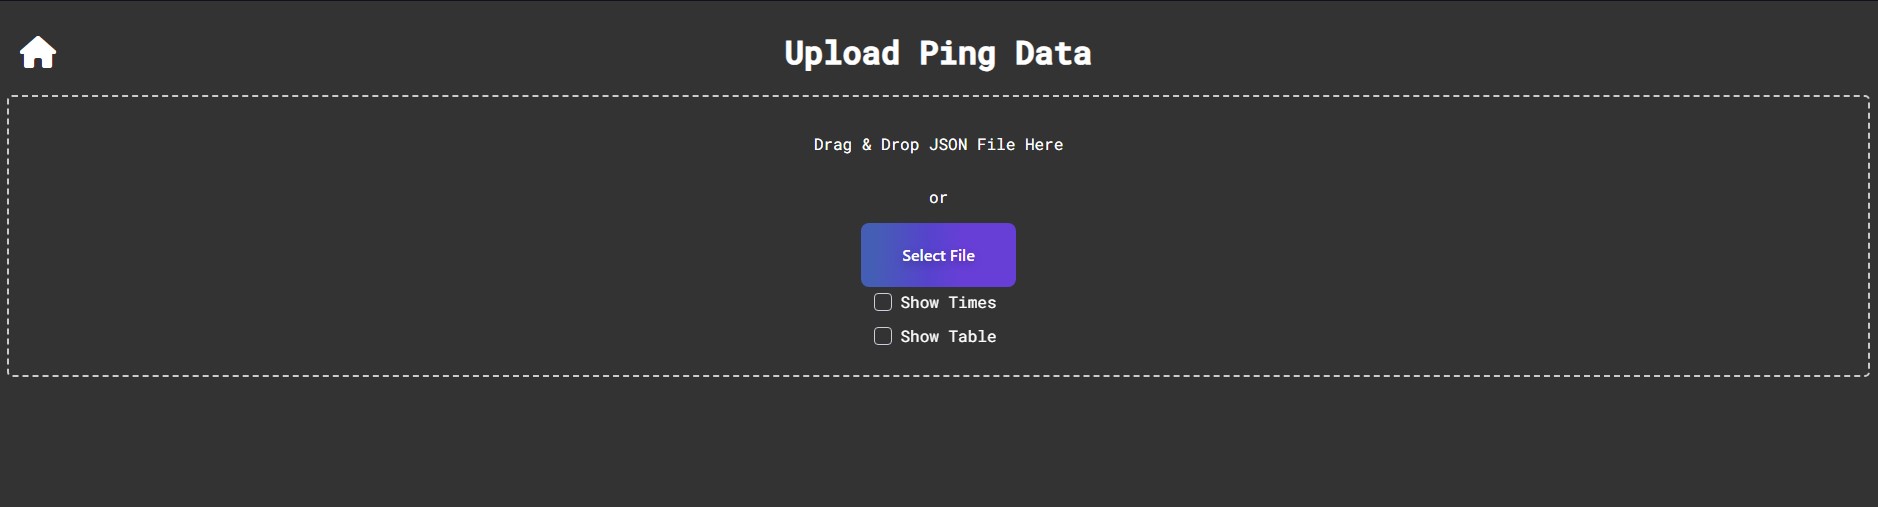 Upload Ping Data
Drag & Drop JSON File Here
or
Select File
Show Times
Show Table